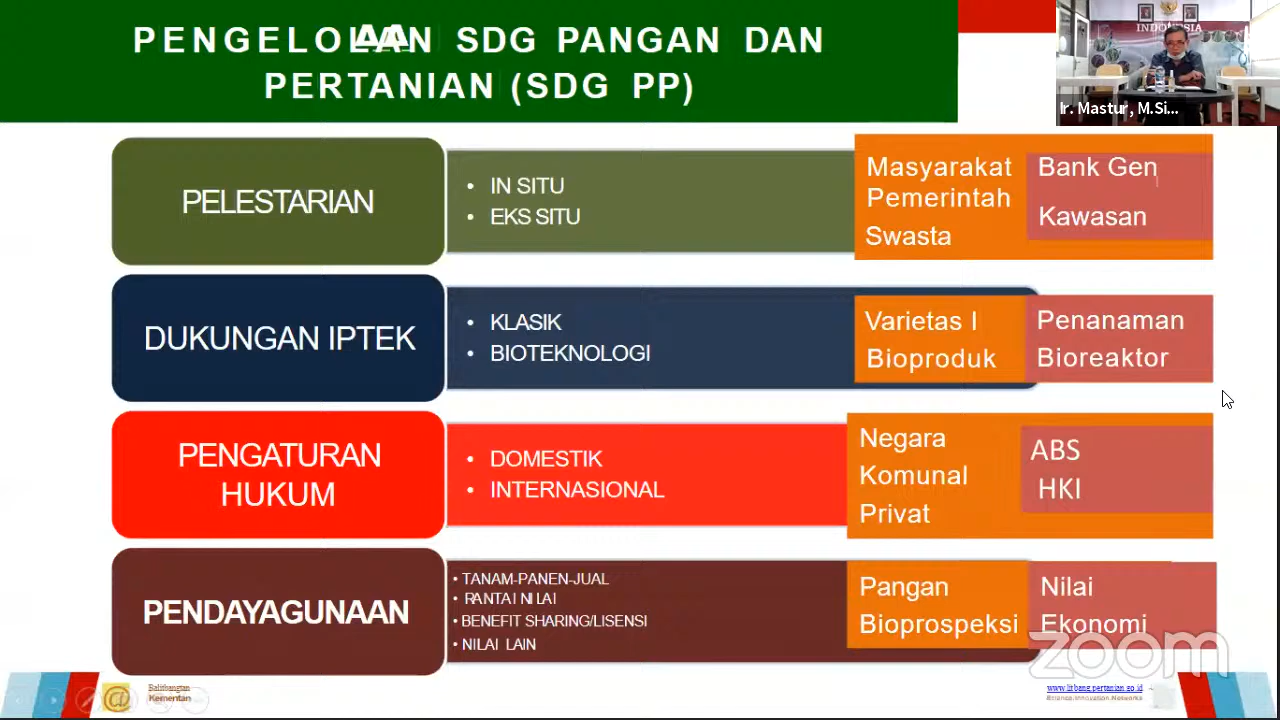 PENGELOLAAN SDG PANGAN DAN
PERTANIAN (SDG PP)
INDONESIA
Ir. Mastur, M.Si...
PELESTARIAN
• IN SITU
• EKS SITU
Masyarakat
Pemerintah
Swasta
Bank Gen
Kawasan
DUKUNGAN IPTEK
• KLASIK
• BIOTEKNOLOGI
Varietas I
Bioproduk
Penanaman
Bioreaktor
PENGATURAN
HUKUM
• DOMESTIK
• INTERNASIONAL
Negara
Komunal
Privat
ABS
HKI
PENDAYAGUNAAN
• TANAM-PANEN-JUAL
• RANTAI NILAI
• BENEFIT SHARING/LISENSI
• NILAI LAIN
Pangan
Bioprospeksi
Nilai
Ekonomi
zoom
@
Balitbangtan
Kementan
www.litbang.pertanian.go.id